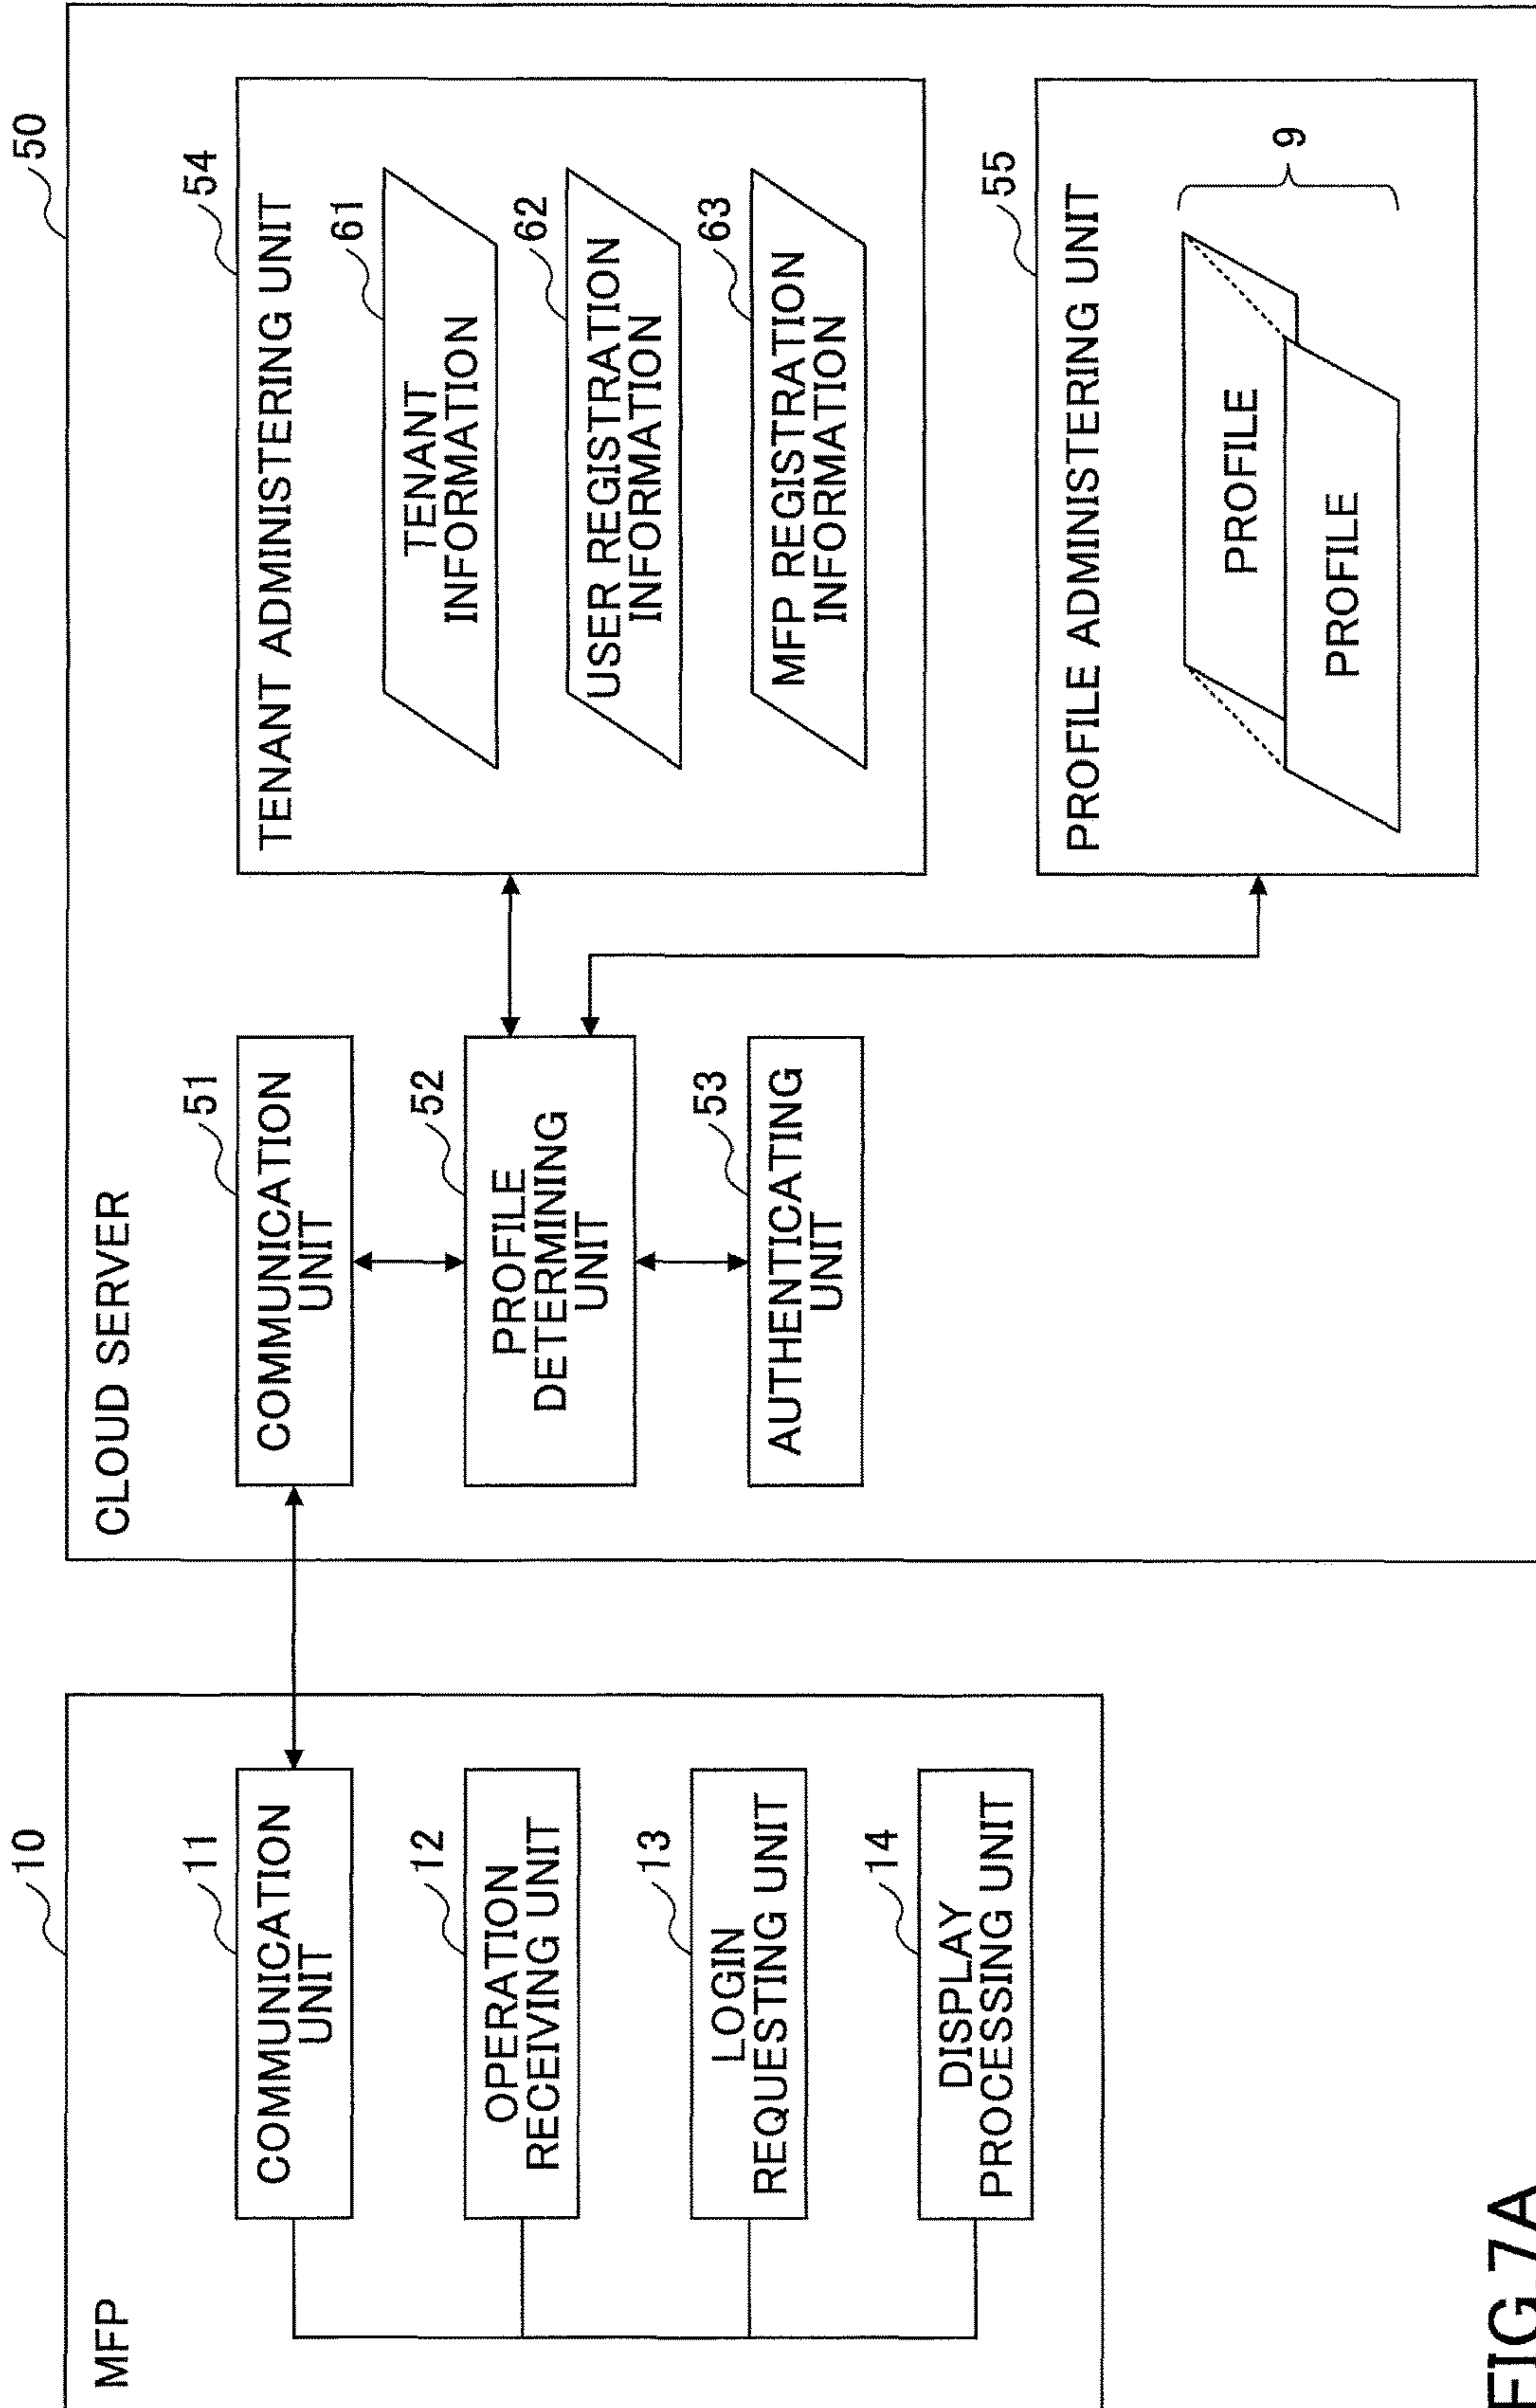 10
MFP
11
COMMUNICATION
UNIT
12
OPERATION
RECEIVING UNIT
13
LOGIN
REQUESTING UNIT
14
DISPLAY
PROCESSING UNIT
50
CLOUD SERVER
51
COMMUNICATION
UNIT
52
PROFILE
DETERMINING
UNIT
53
AUTHENTICATING
UNIT
54
TENANT ADMINISTERING UNIT
61
TENANT
INFORMATION
62
USER REGISTRATION
INFORMATION
63
MFP REGISTRATION
INFORMATION
55
PROFILE ADMINISTERING UNIT
PROFILE
PROFILE
9
FIG.7A